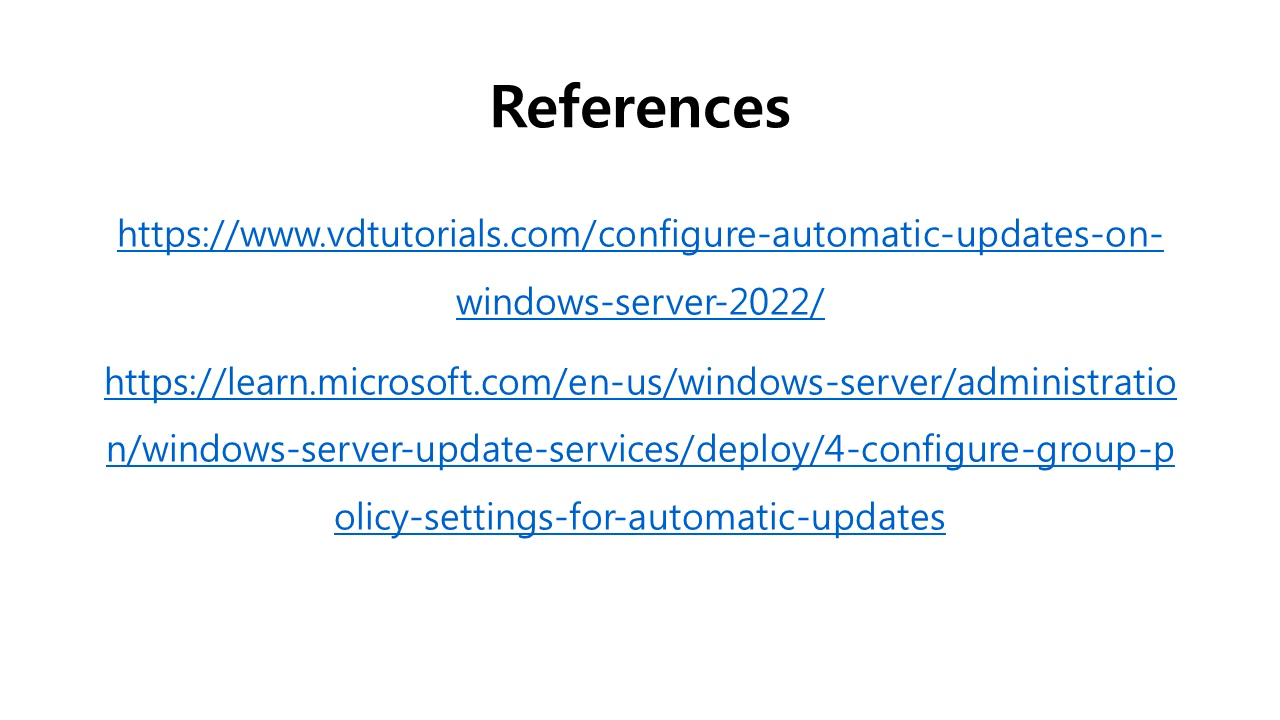 References
https://www.vdtutorials.com/configure-automatic-updates-on-
windows-server-2022/
https://learn.microsoft.com/en-us/windows-server/administratio
n/windows-server-update-services/deploy/4-configure-group-p
olicy-settings-for-automatic-updates